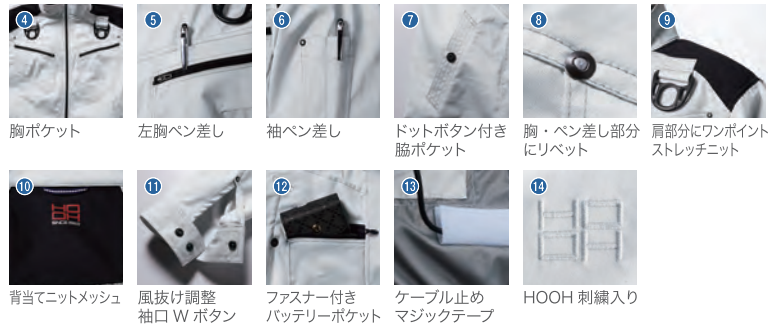 4
胸ポケット
5
左胸ペン差し
6
袖ペン差し
7
ドットボタン付き
脇ポケット
8
胸・ペン差し部分
にリベット
9
肩部分にワンポイント
ストレッチニット
10
背当てニットメッシュ
11
風抜け調整
袖口 W ボタン
12
ファスナー付き
バッテリーポケット
13
ケーブル止め
マジックテープ
14
HOOH 刺繍入り